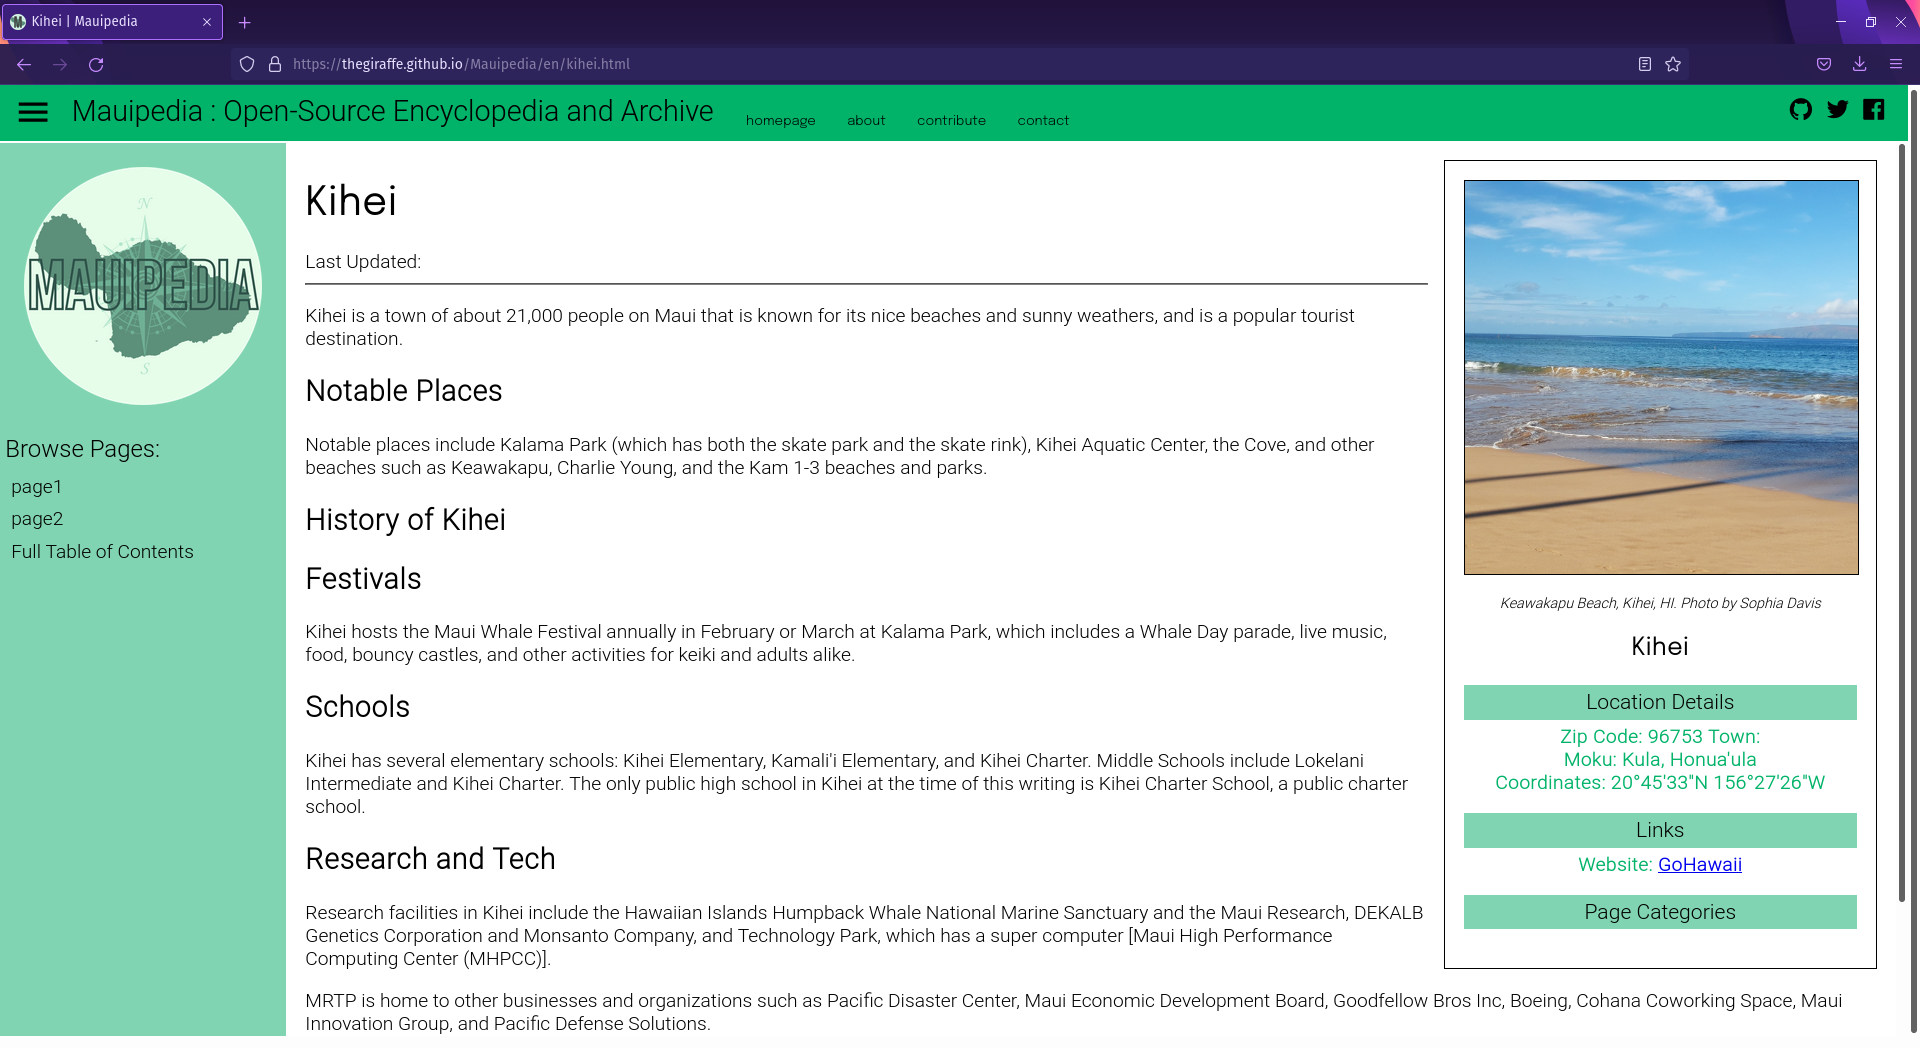 Kihei | Mauipedia
https://thegiraffe.github.io/Mauipedia/en/kihei.html
Mauipedia : Open-Source Encyclopedia and Archive
homepage about contribute contact
N
MAUIPEDIA
S
Browse Pages:
page1
page2
Full Table of Contents
Kihei
Last Updated:
Kihei is a town of about 21,000 people on Maui that is known for its nice beaches and sunny weathers, and is a popular tourist
destination.
Notable Places
Notable places include Kalama Park (which has both the skate park and the skate rink), Kihei Aquatic Center, the Cove, and other
beaches such as Keawakapu, Charlie Young, and the Kam 1-3 beaches and parks.
History of Kihei
Festivals
Kihei hosts the Maui Whale Festival annually in February or March at Kalama Park, which includes a Whale Day parade, live music,
food, bouncy castles, and other activities for keiki and adults alike.
Schools
Kihei has several elementary schools: Kihei Elementary, Kamali'i Elementary, and Kihei Charter. Middle Schools include Lokelani
Intermediate and Kihei Charter. The only public high school in Kihei at the time of this writing is Kihei Charter School, a public charter
school.
Research and Tech
Research facilities in Kihei include the Hawaiian Islands Humpback Whale National Marine Sanctuary and the Maui Research, DEKALB
Genetics Corporation and Monsanto Company, and Technology Park, which has a super computer [Maui High Performance
Computing Center (MHPCC)].
MRTP is home to other businesses and organizations such as Pacific Disaster Center, Maui Economic Development Board, Goodfellow Bros Inc, Boeing, Cohana Coworking Space, Maui
Innovation Group, and Pacific Defense Solutions.
Keawakapu Beach, Kihei, HI. Photo by Sophia Davis
Kihei
Location Details
Zip Code: 96753 Town:
Moku: Kula, Honua'ula
Coordinates: 20°45'33"N 156°27'26"W
Links
Website: GoHawaii
Page Categories